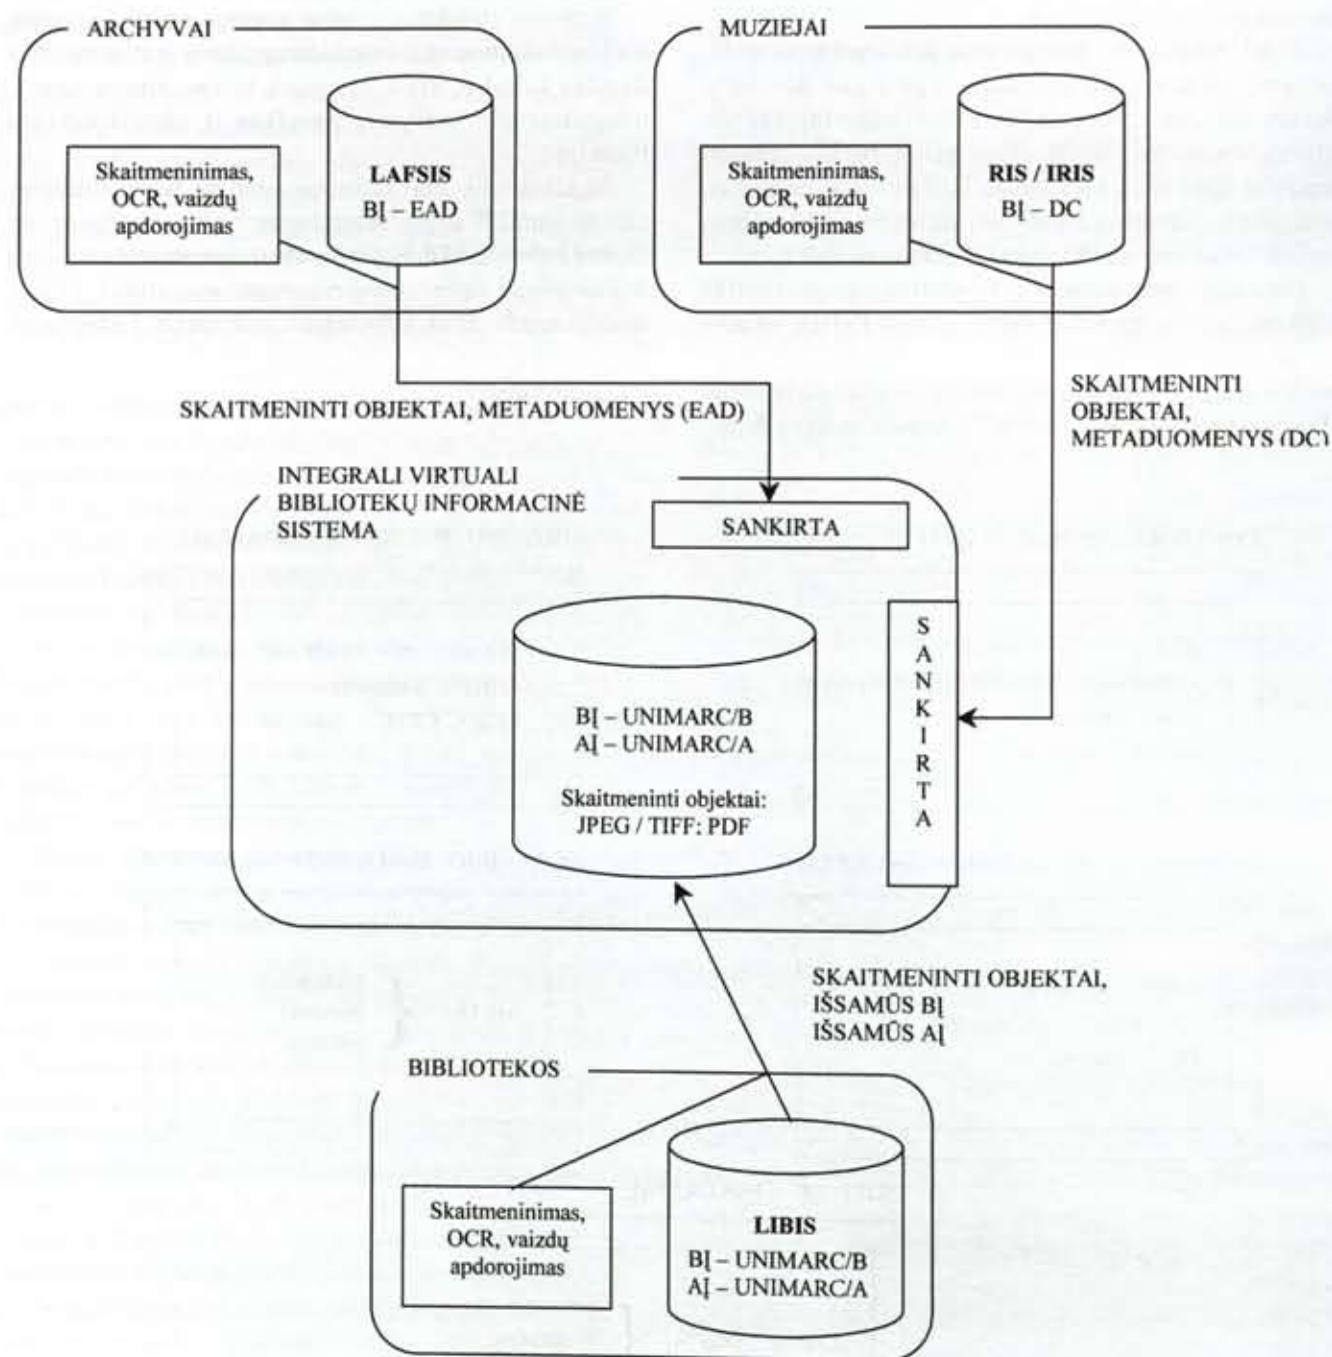 ARCHYVAI
Skaitmeninimas,
OCR, vaizdų
apdorojimas
LAFSIS
BĮ – EAD
MUZIEJAI
Skaitmeninimas,
OCR, vaizdų
apdorojimas
RIS / IRIS
BĮ – DC
SKAITMENINTI OBJEKTAI, METADUOMENYS (EAD)
SKAITMENINTI
OBJEKTAI,
METADUOMENYS (DC)
INTEGRALI VIRTUALI
BIBLIOTEKŲ INFORMACINĖ
SISTEMA
SANKIRTA
SANKIRTA
BĮ – UNIMARC/B
AĮ – UNIMARC/A
Skaitmeninti objektai:
JPEG / TIFF: PDF
SKAITMENINTI OBJEKTAI,
IŠSAMŪS BĮ
IŠSAMŪS AĮ
BIBLIOTEKOS
Skaitmeninimas,
OCR, vaizdų
apdorojimas
LIBIS
BĮ – UNIMARC/B
AĮ – UNIMARC/A